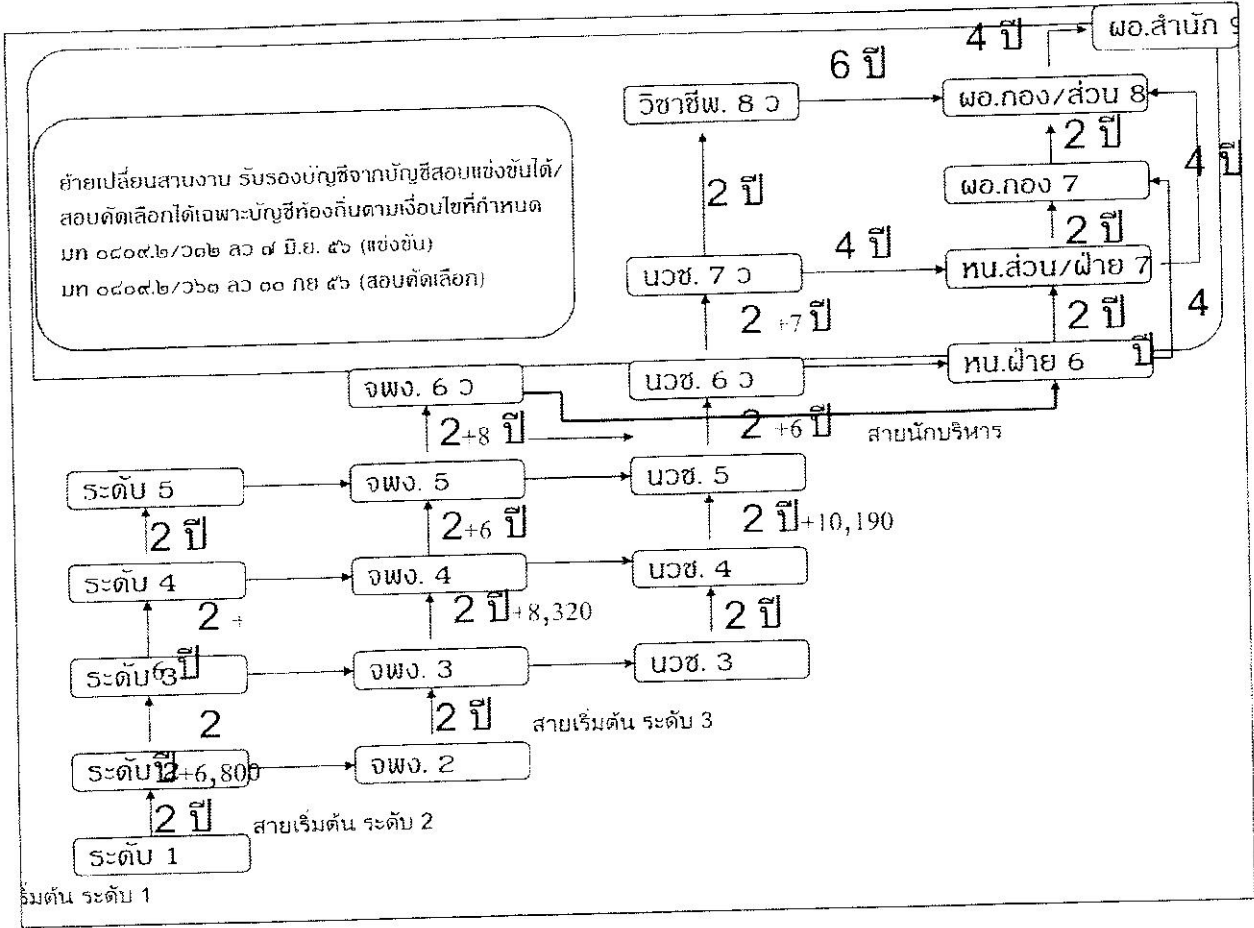 ผอ.สำนัก 9
4 ปี
6 ปี
วิชาชีพ. 8 ว
ผอ.กอง/ส่วน 8
2 ปี
4 ปี
ย้ายเปลี่ยนสายงาน รับรองบัญชีจากบัญชีสอบแข่งขันได้/
สอบคัดเลือกได้เฉพาะบัญชีท้องถิ่นตามเงื่อนไขที่กำหนด
มท ๐๘๐๙.๒/ว๑๒ ลว ๗ มิ.ย. ๕๖ (แข่งขัน)
มท ๐๘๐๙.๒/ว๖๑ ลว ๓๐ กย ๕๖ (สอบคัดเลือก)
2 ปี
ผอ.กอง 7
4 ปี
2 ปี
นวช. 7 ว
หน.ส่วน/ฝ่าย 7
2 +7 ปี
2 ปี
4
ปี
จพง. 6 ว
นวช. 6 ว
หน.ฝ่าย 6
2+8 ปี
2 +6 ปี
สายนักบริหาร
ระดับ 5
จพง. 5
นวช. 5
2 ปี
2+6 ปี
2 ปี+10,190
ระดับ 4
จพง. 4
นวช. 4
2 +
6 ปี
2 ปี+8,320
2 ปี
ระดับ 3
จพง. 3
นวช. 3
2
ปี+6,800
2 ปี
สายเริ่มต้น ระดับ 3
ระดับ 2
จพง. 2
2 ปี
สายเริ่มต้น ระดับ 2
ระดับ 1
ริ่มต้น ระดับ 1